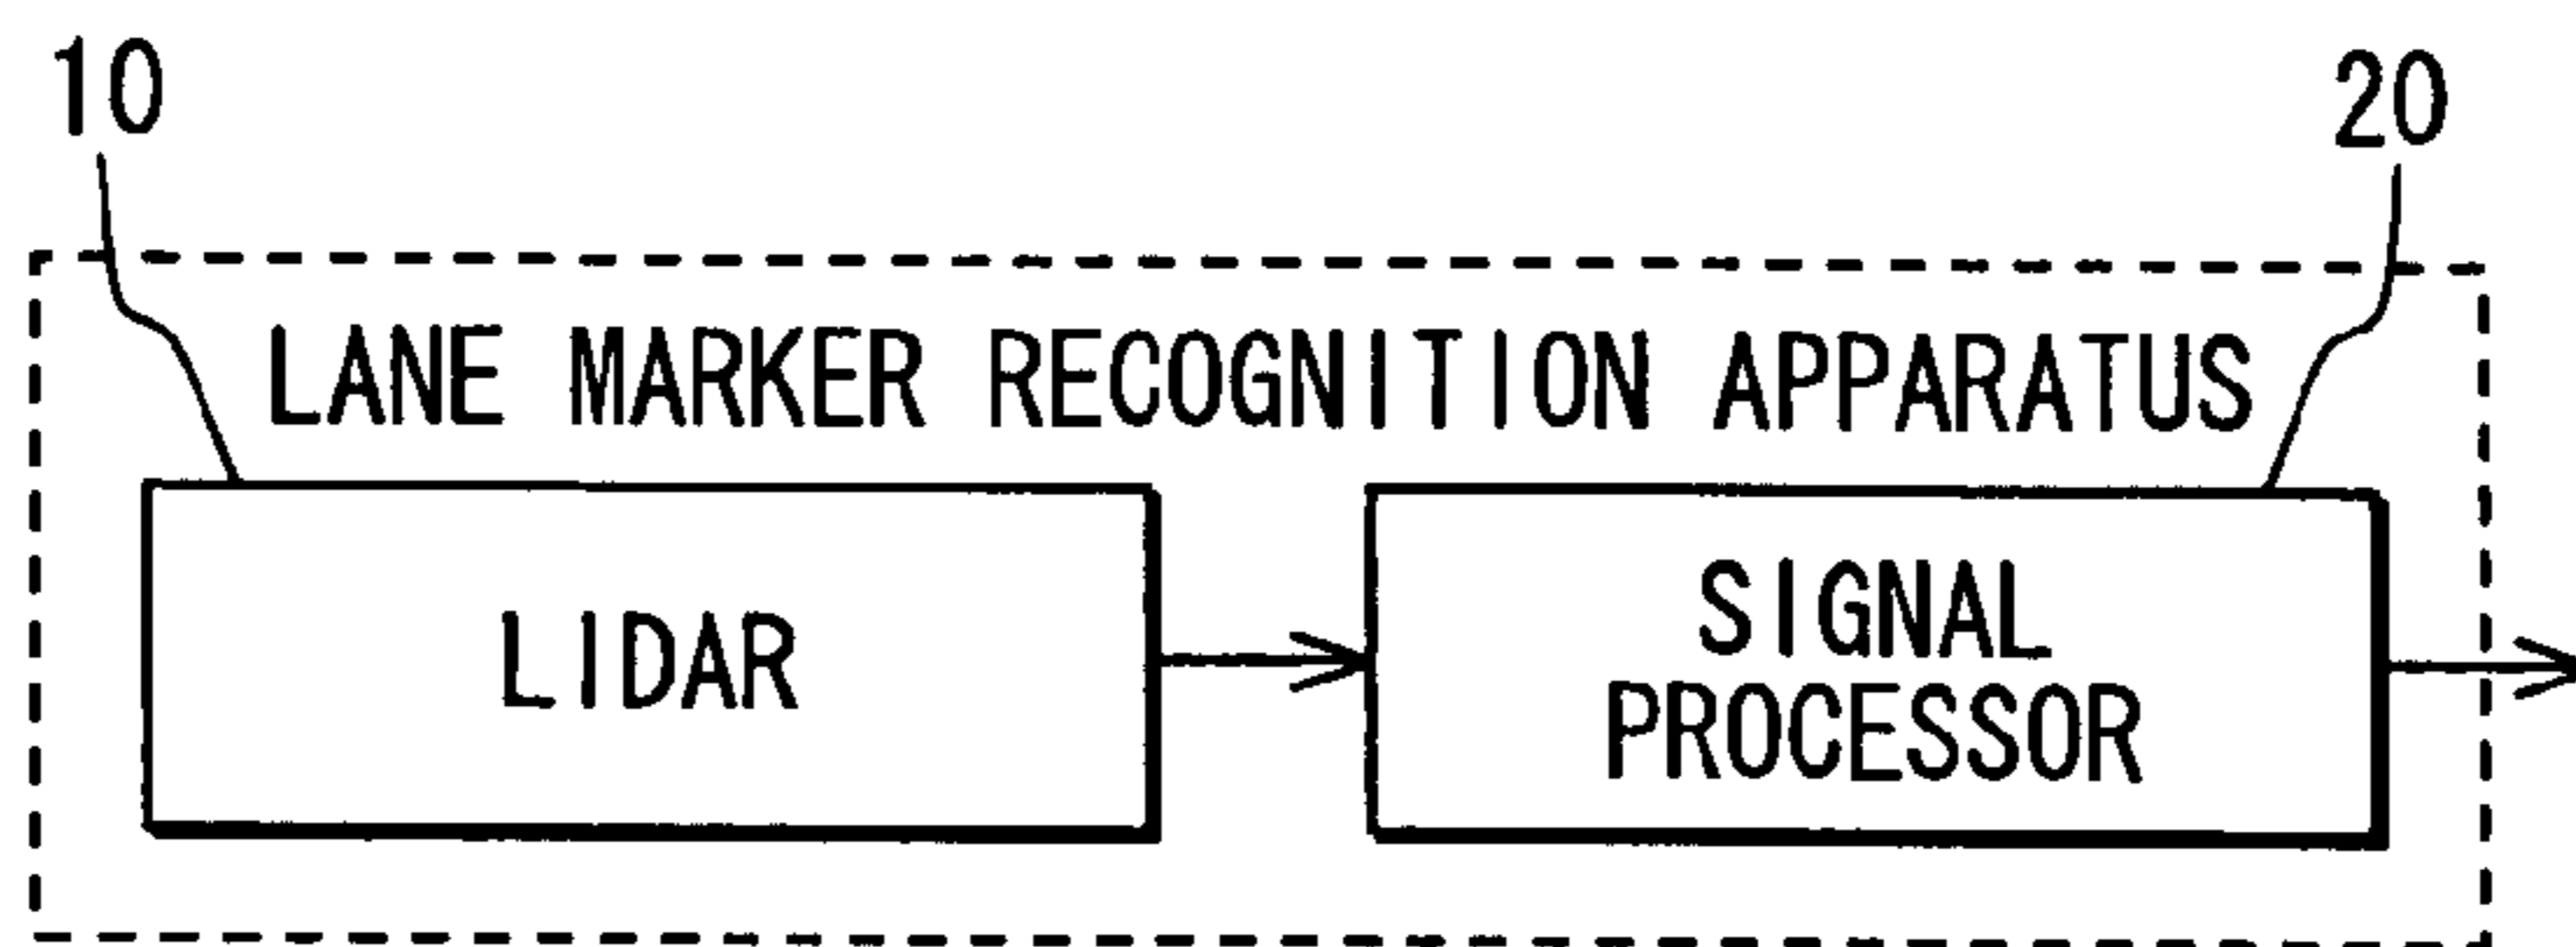 10
20
LANE MARKER RECOGNITION APPARATUS
LIDAR
SIGNAL
PROCESSOR